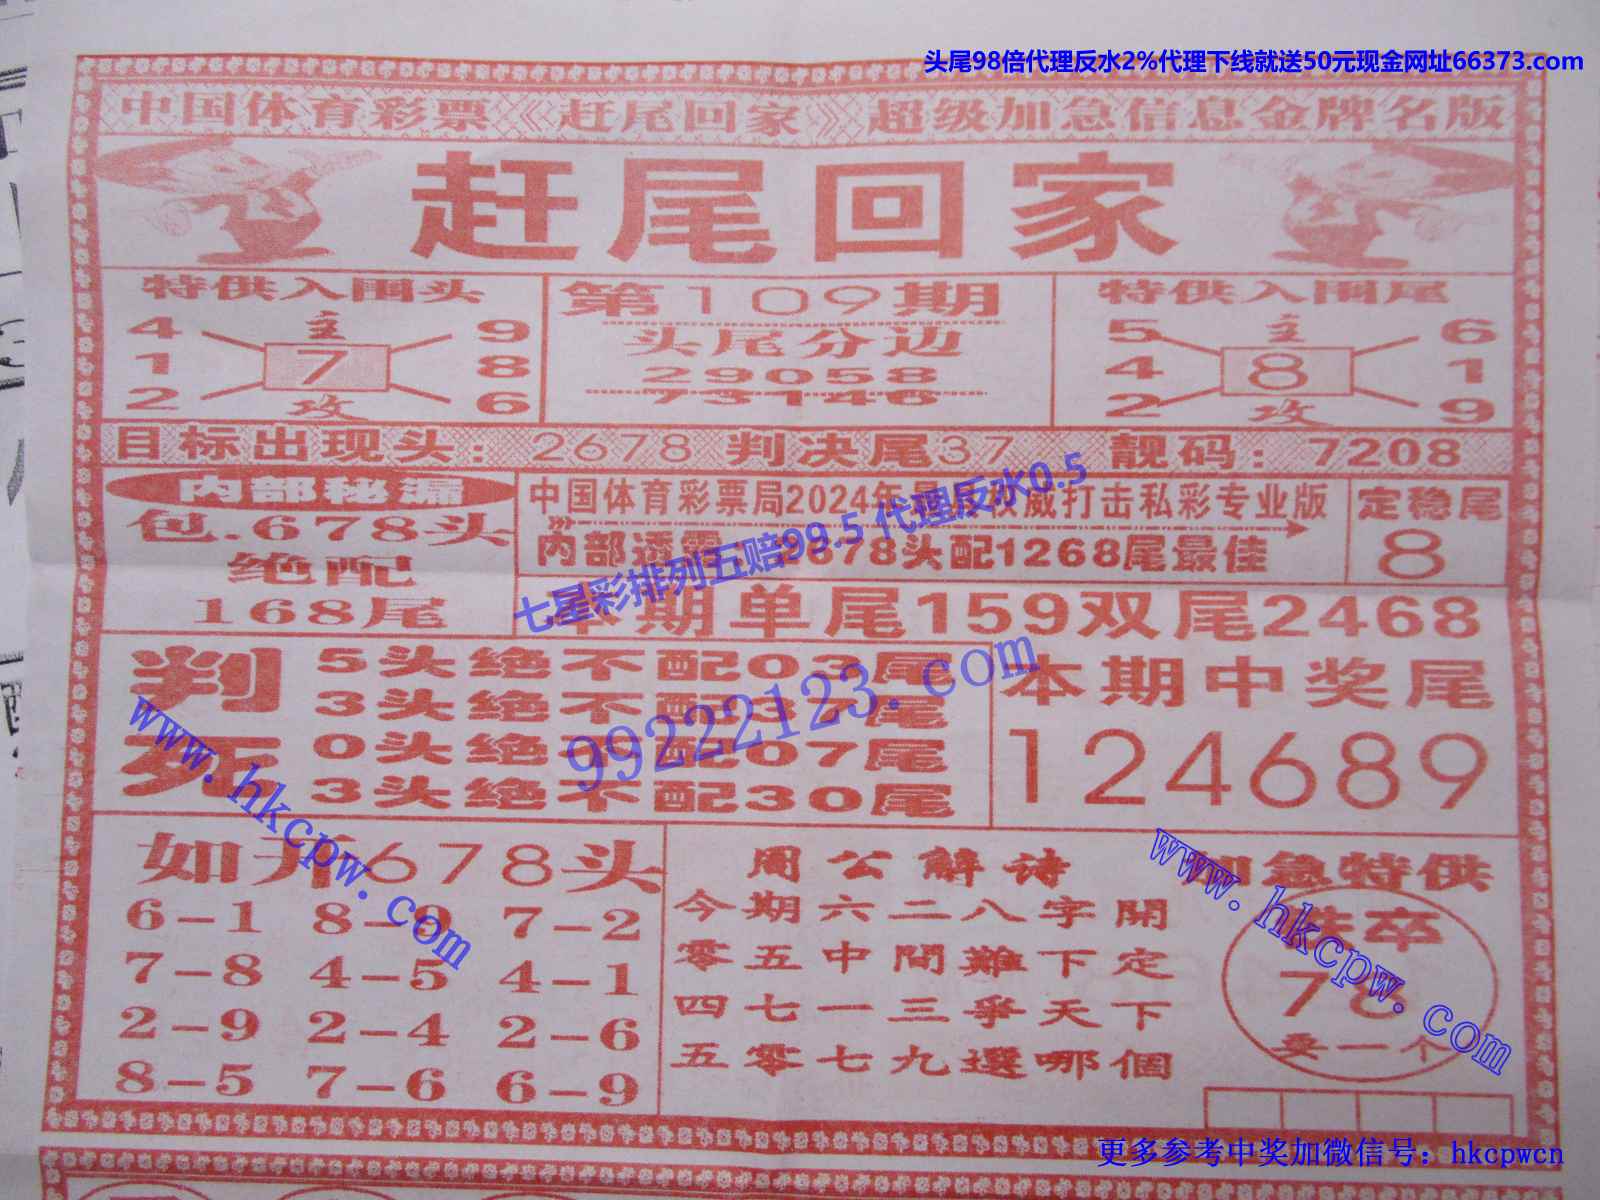 头尾98倍代理反水2%代理下线就送50元现金网址66373.com
中国体育彩票《赶尾回家》超级加急信息金牌名版
赶尾回家
特供入围头
4 主 9
1 7 8
2 攻 6
第109期
头尾分边
29058
73146
特供入围尾
5 主 6
4 8 1
2 攻 9
目标出现头：2678 判决尾37 靓码：7208
内部秘漏
包.678头
绝配
168尾
中国体育彩票局2024年最后权威打击私彩专业版
内部透露 678头配1268尾最佳
定稳尾
8
七星彩排列五赔99.5 代理反水0.5
本期单尾159双尾2468
判死
5头绝不配03尾
3头绝不配37尾
0头绝不配07尾
3头绝不配30尾
99222123.com
本期中奖尾
124689
www.hkcpw.com
如开678头
6-1 8-9 7-2
7-8 4-5 4-1
2-9 2-4 2-6
8-5 7-6 6-9
周公解诗
今期六二八字開
零五中間難下定
四七一三爭天下
五零七九選哪個
www.hkcpw.com
加急特供
卒
76
卖一个
更多参考中奖加微信号：hkcpwcn